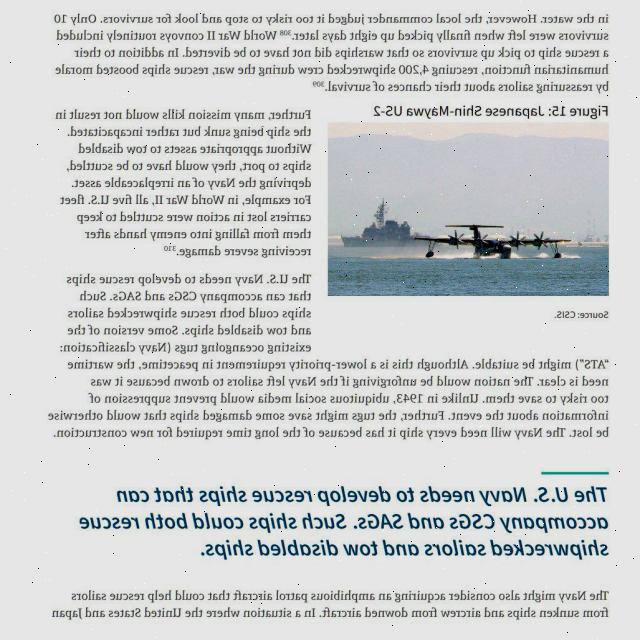 in the water. However, the local commander judged it too risky to stop and look for survivors. Only 10
survivors were left when finally picked up eight days later.308 World War II convoys routinely included
a rescue ship to pick up survivors so that warships did not have to be diverted. In addition to their
humanitarian function, rescuing 4,200 shipwrecked crew during the war, rescue ships boosted morale
by reassuring sailors about their chances of survival.309
Figure 15: Japanese Shin-Maywa US-2
Source: CSIS.
Further, many mission kills would not result in
the ship being sunk but rather incapacitated.
Without appropriate assets to tow disabled
ships to port, they would have to be scuttled,
depriving the Navy of an irreplaceable asset.
For example, in World War II, all five U.S. fleet
carriers lost in action were scuttled to keep
them from falling into enemy hands after
receiving severe damage.310
The U.S. Navy needs to develop rescue ships
that can accompany CSGs and SAGs. Such
ships could both rescue shipwrecked sailors
and tow disabled ships. Some version of the
existing oceangoing tugs (Navy classification:
“ATS”) might be suitable. Although this is a lower-priority requirement in peacetime, the wartime
need is clear. The nation would be unforgiving if the Navy left sailors to drown because it was
too risky to save them. Unlike in 1943, ubiquitous social media would prevent suppression of
information about the event. Further, the tugs might save some damaged ships that would otherwise
be lost. The Navy will need every ship it has because of the long time required for new construction.
The U.S. Navy needs to develop rescue ships that can
accompany CSGs and SAGs. Such ships could both rescue
shipwrecked sailors and tow disabled ships.
The Navy might also consider acquiring an amphibious patrol aircraft that could help rescue sailors
from sunken ships and aircrew from downed aircraft. In a situation where the United States and Japan